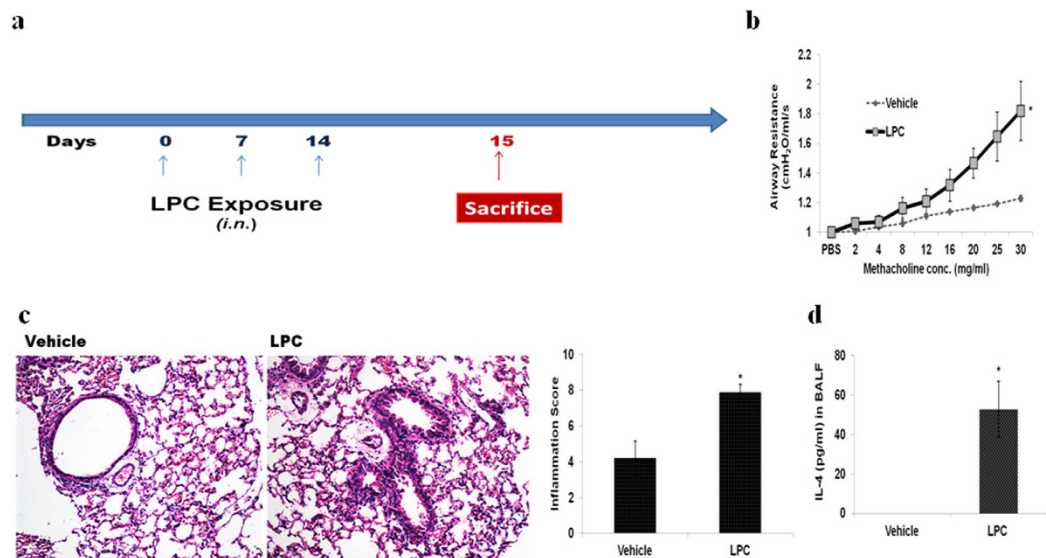 a
Days 0 7 14 15
LPC Exposure
(i.n.)
Sacrifice
b
Airway Resistance
(cmH₂O/ml/s)
2.2
2
1.8
1.6
1.4
1.2
1
Vehicle
LPC
*
PBS 2 4 8 12 16 20 25 30
Methacholine conc. (mg/ml)
c
Vehicle LPC
Inflammation Score
10
8
6
4
2
0
*
Vehicle LPC
d
IL-4 (pg/ml) in BALF
80
60
40
20
0
*
Vehicle LPC